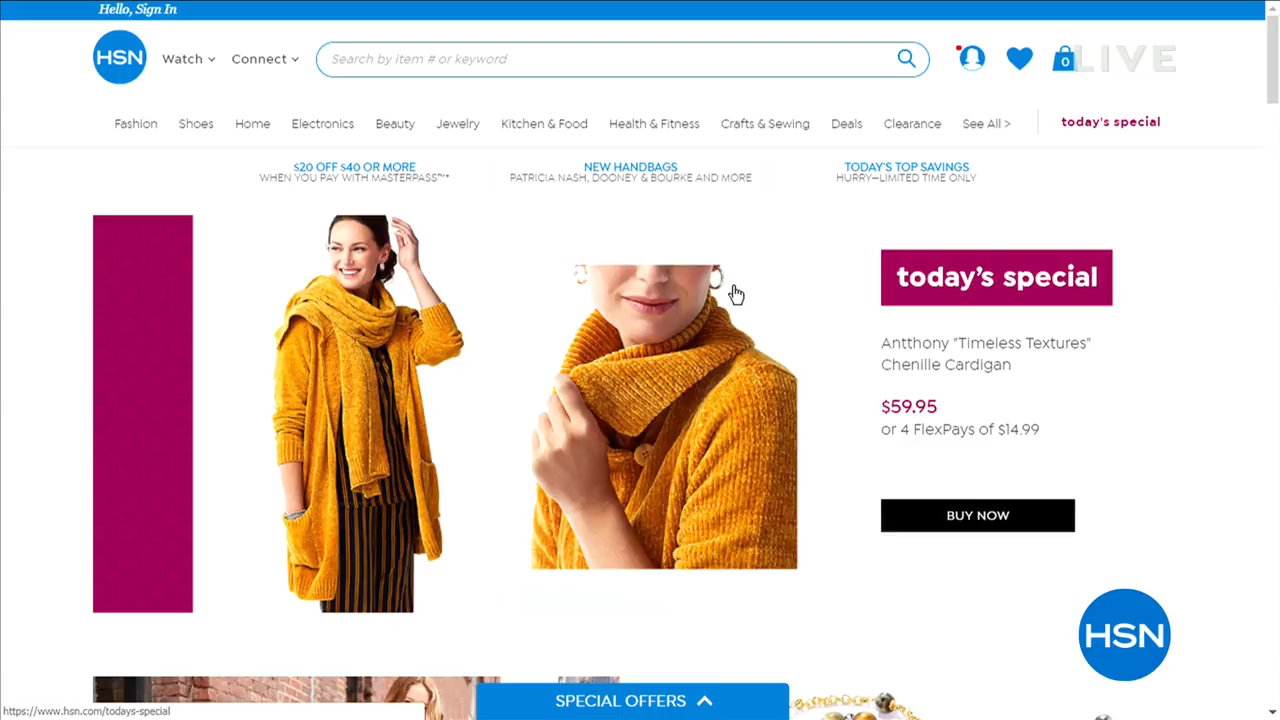 Hello, Sign In
HSN
Watch
Connect
Search by item # or keyword
0
LIVE
Fashion
Shoes
Home
Electronics
Beauty
Jewelry
Kitchen & Food
Health & Fitness
Crafts & Sewing
Deals
Clearance
See All >
today's special
$20 OFF $40 OR MORE
WHEN YOU PAY WITH MASTERPASS™*
NEW HANDBAGS
PATRICIA NASH, DOONEY & BOURKE AND MORE
TODAY'S TOP SAVINGS
HURRY—LIMITED TIME ONLY
today's special
Antthony "Timeless Textures"
Chenille Cardigan
$59.95
or 4 FlexPays of $14.99
BUY NOW
HSN
SPECIAL OFFERS
https://www.hsn.com/todays-special